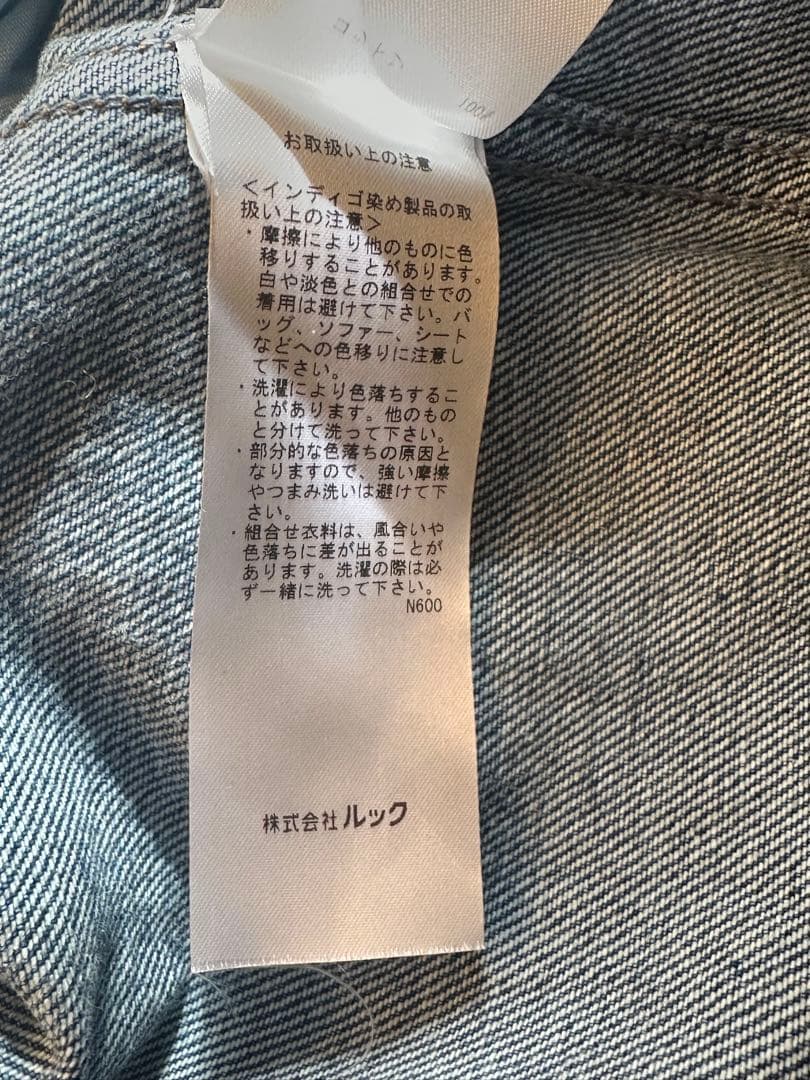 コットン
100%
お取扱い上の注意
＜インディゴ染め製品の取
扱い上の注意＞
・摩擦により他のものに色
移りすることがあります。
白や淡色との組合せでの
着用は避けて下さい。バ
ッグ、ソファー、シート
などへの色移りに注意し
て下さい。
・洗濯により色落ちするこ
とがあります。他のもの
と分けて洗って下さい。
・部分的な色落ちの原因と
なりますので、強い摩擦
やつまみ洗いは避けて下
さい。
・組合せ衣料は、風合いや
色落ちに差が出ることが
あります。洗濯の際は必
ず一緒に洗って下さい。
N600
株式会社ルック